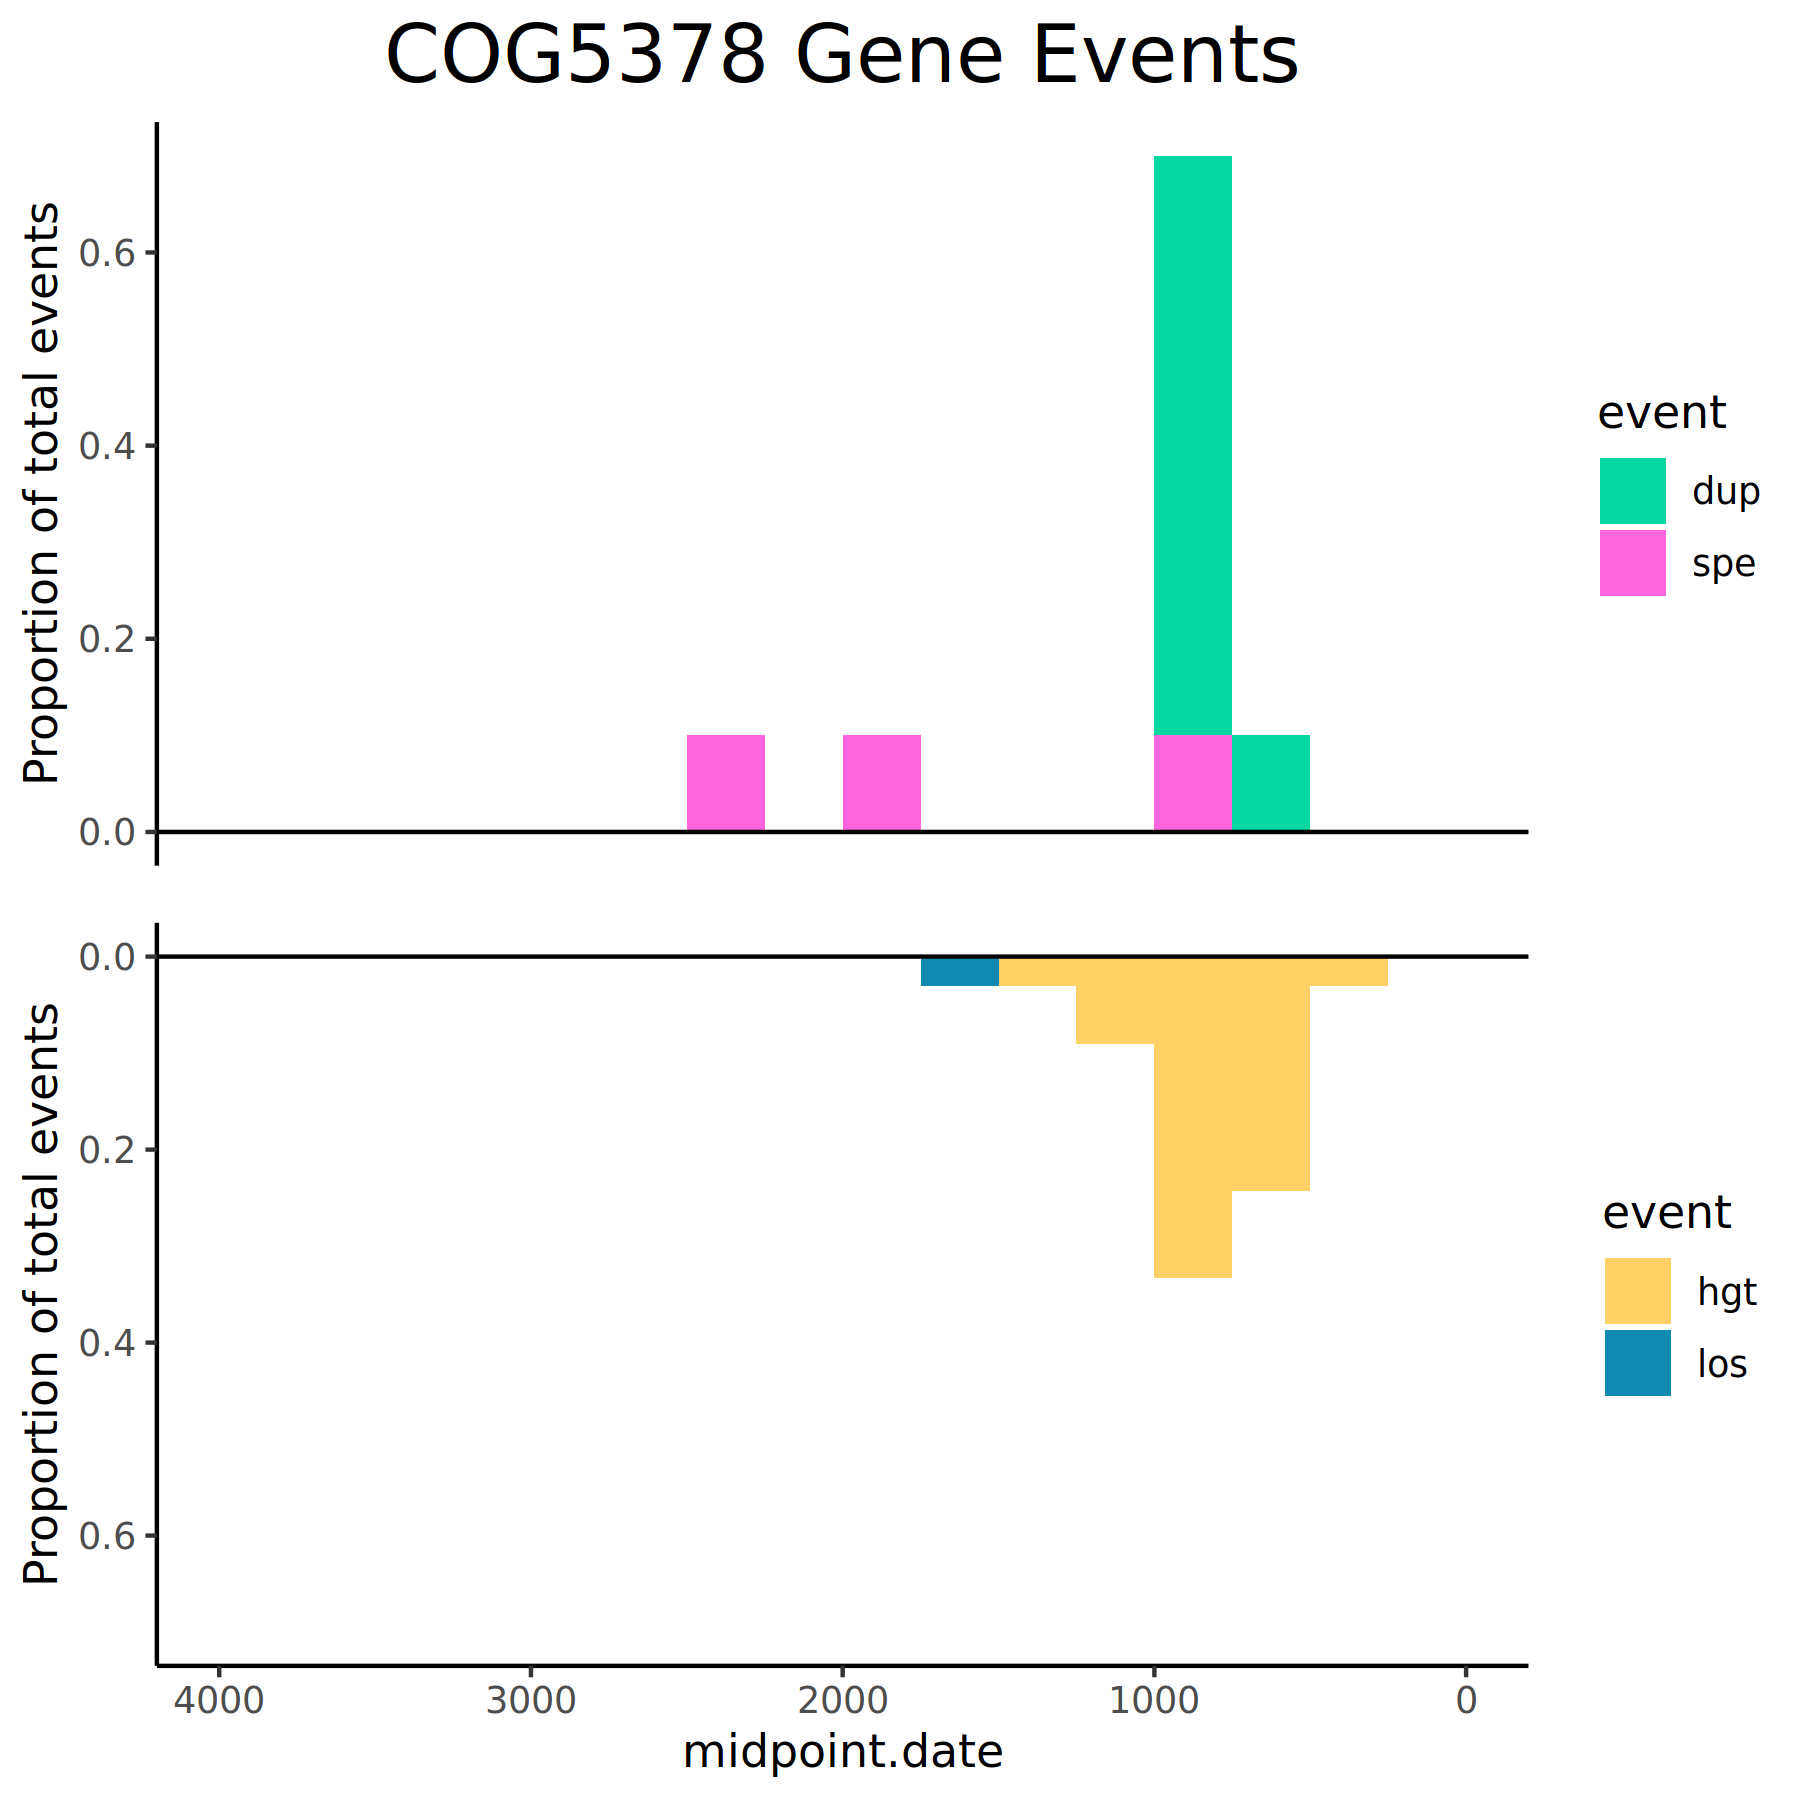 COG5378 Gene Events
Proportion of total events
0.6
0.4
0.2
0.0
event
dup
spe
Proportion of total events
0.0
0.2
0.4
0.6
event
hgt
los
4000 3000 2000 1000 0
midpoint.date